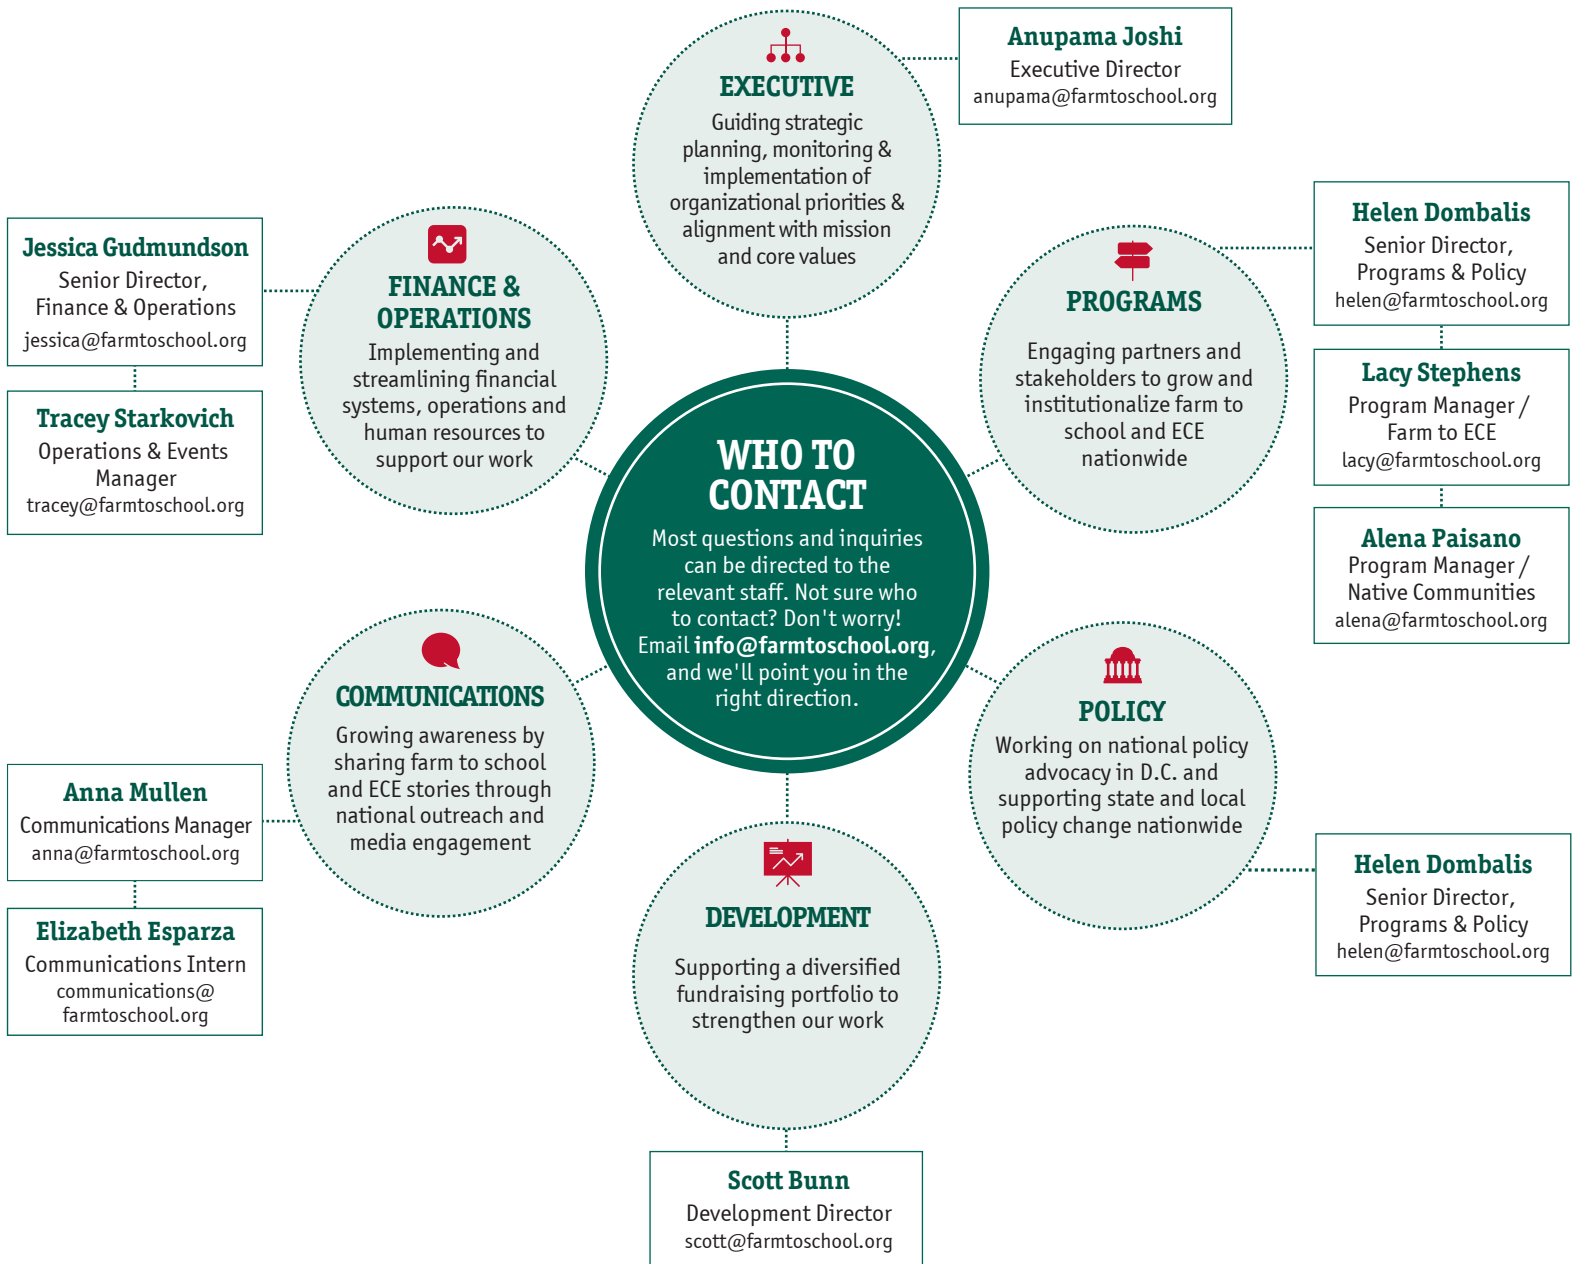 EXECUTIVE
Guiding strategic
planning, monitoring &
implementation of
organizational priorities &
alignment with mission
and core values
Anupama Joshi
Executive Director
anupama@farmtoschool.org
FINANCE &
OPERATIONS
Implementing and
streamlining financial
systems, operations and
human resources to
support our work
Jessica Gudmundson
Senior Director,
Finance & Operations
jessica@farmtoschool.org
Tracey Starkovich
Operations & Events
Manager
tracey@farmtoschool.org
PROGRAMS
Engaging partners and
stakeholders to grow and
institutionalize farm to
school and ECE
nationwide
Helen Dombalis
Senior Director,
Programs & Policy
helen@farmtoschool.org
Lacy Stephens
Program Manager /
Farm to ECE
lacy@farmtoschool.org
Alena Paisano
Program Manager /
Native Communities
alena@farmtoschool.org
WHO TO
CONTACT
Most questions and inquiries
can be directed to the
relevant staff. Not sure who
to contact? Don't worry!
Email info@farmtoschool.org,
and we'll point you in the
right direction.
COMMUNICATIONS
Growing awareness by
sharing farm to school
and ECE stories through
national outreach and
media engagement
Anna Mullen
Communications Manager
anna@farmtoschool.org
Elizabeth Esparza
Communications Intern
communications@
farmtoschool.org
POLICY
Working on national policy
advocacy in D.C. and
supporting state and local
policy change nationwide
Helen Dombalis
Senior Director,
Programs & Policy
helen@farmtoschool.org
DEVELOPMENT
Supporting a diversified
fundraising portfolio to
strengthen our work
Scott Bunn
Development Director
scott@farmtoschool.org